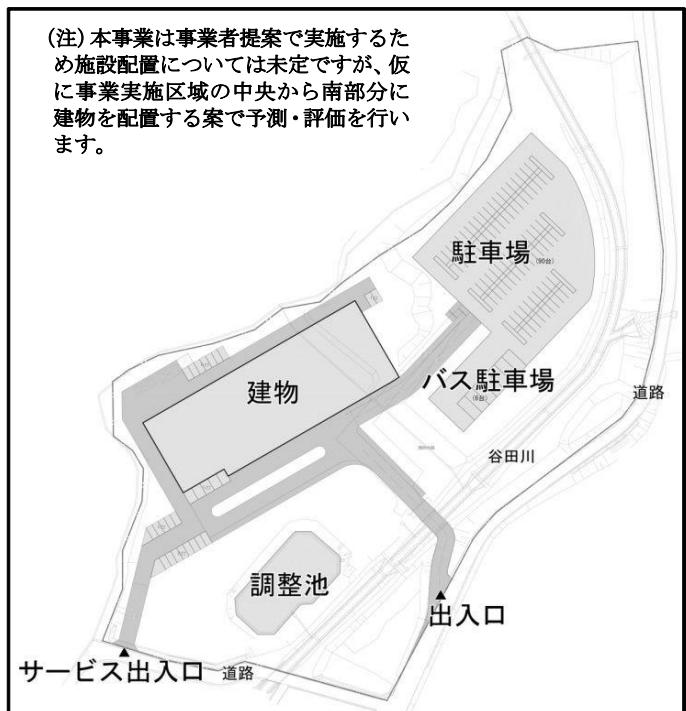 (注)本事業は事業者提案で実施するた
め施設配置については未定ですが、仮
に事業実施区域の中央から南部分に
建物を配置する案で予測・評価を行い
ます。
駐車場
(90台)
建物
バス駐車場
(6台)
道路
谷田川
調整池
出入口
サービス出入口
道路